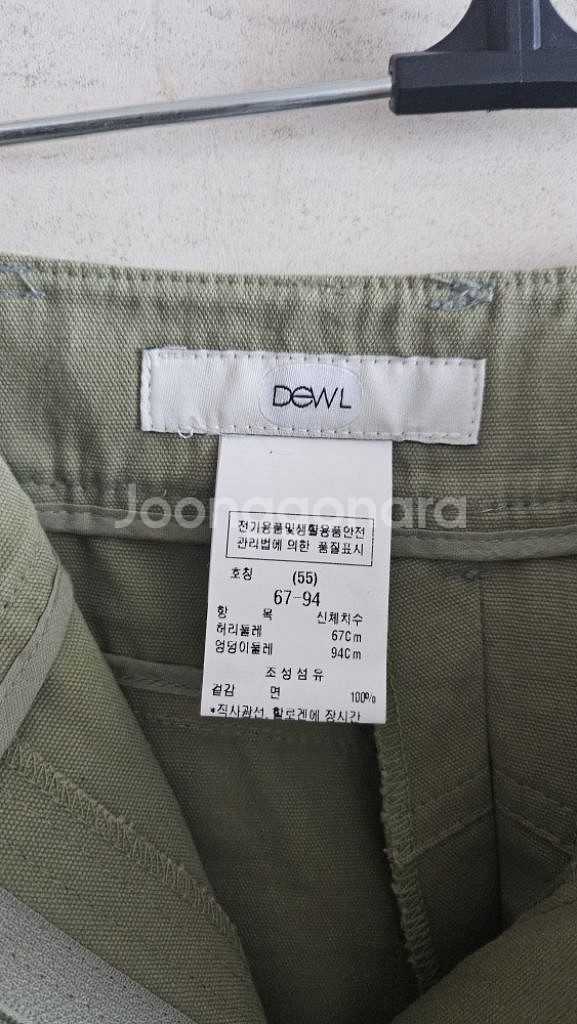 DEWL
Joonggonara
전기용품및생활용품안전
관리법에 의한 품질표시
호칭 (55)
67-94
항 목 신체치수
허리둘레 67Cm
엉덩이둘레 94Cm
조성섬유
겉감 면 100%
*직사광선, 할로겐에 장시간